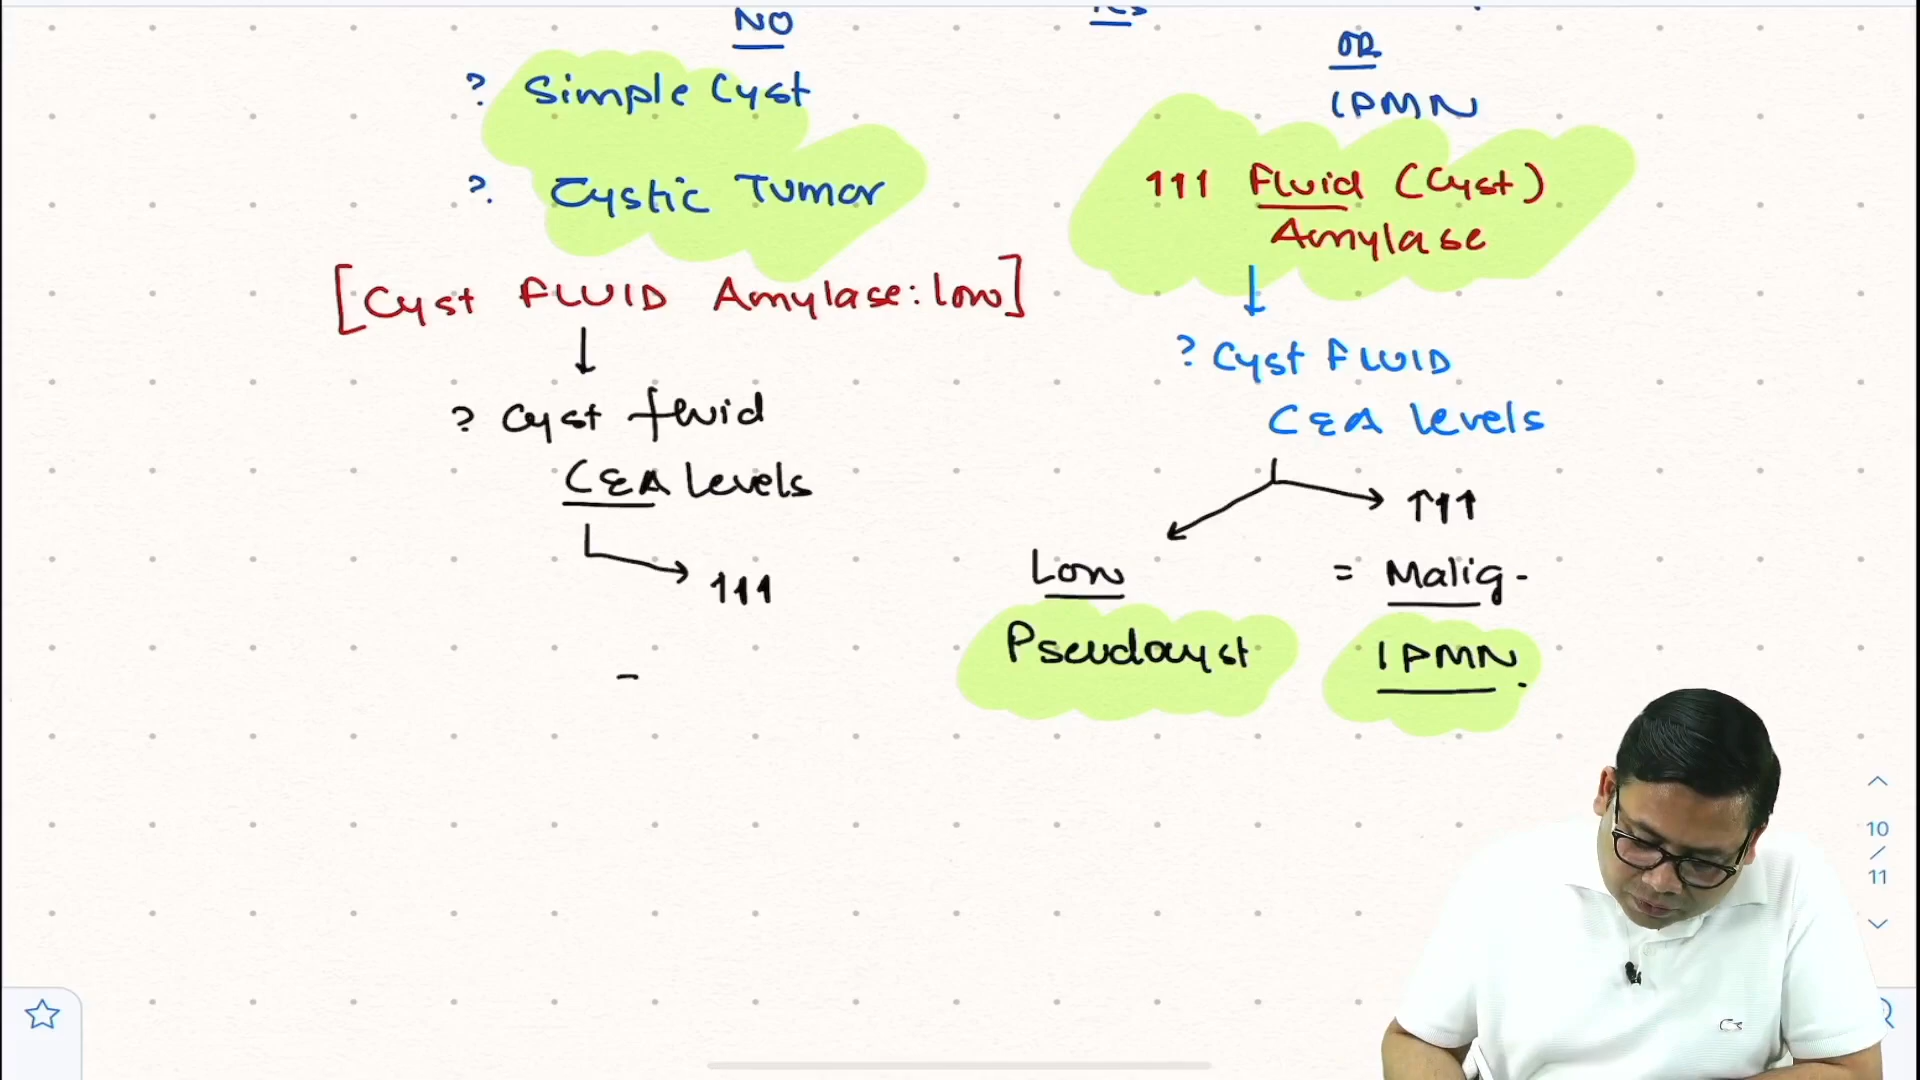 NO
? Simple Cyst
? Cystic Tumor
[Cyst FLUID Amylase: low]
↓
? Cyst fluid
CEA levels
↑↑↑
-
OR
IPMN
↑↑↑ Fluid (Cyst)
Amylase
↓
? Cyst FLUID
CEA levels
Low
Pseudocyst
↑↑↑
= Malig-
IPMN.
10
/
11